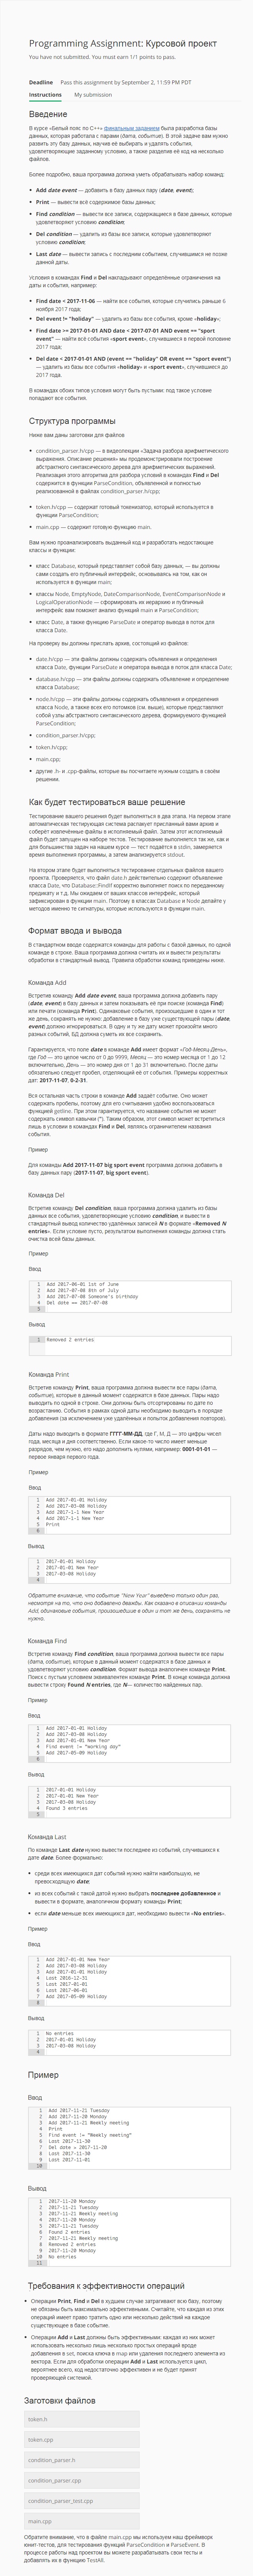 Programming Assignment: Курсовой проект
You have not submitted. You must earn 1/1 points to pass.
Deadline Pass this assignment by September 2, 11:59 PM PDT
Instructions My submission
Введение
В курсе «Белый пояс по C++» финальным заданием была разработка базы
данных, которая работала с парами (дата, событие). В этой задаче вам нужно
развить эту базу данных, научив её выбирать и удалять события,
удовлетворяющие заданному условию, а также разделив её код на несколько
файлов.
Более подробно, ваша программа должна уметь обрабатывать набор команд:
• Add date event — добавить в базу данных пару (date, event);
• Print — вывести всё содержимое базы данных;
• Find condition — вывести все записи, содержащиеся в базе данных, которые
удовлетворяют условию condition;
• Del condition — удалить из базы все записи, которые удовлетворяют
условию condition;
• Last date — вывести запись с последним событием, случившимся не позже
данной даты.
Условия в командах Find и Del накладывают определённые ограничения на
даты и события, например:
• Find date < 2017-11-06 — найти все события, которые случились раньше 6
ноября 2017 года;
• Del event != "holiday" — удалить из базы все события, кроме «holiday»;
• Find date >= 2017-01-01 AND date < 2017-07-01 AND event == "sport
event" — найти всё события «sport event», случившиеся в первой половине
2017 года;
• Del date < 2017-01-01 AND (event == "holiday" OR event == "sport event")
— удалить из базы все события «holiday» и «sport event», случившиеся до
2017 года.
В командах обоих типов условия могут быть пустыми: под такое условие
попадают все события.
Структура программы
Ниже вам даны заготовки для файлов
• condition_parser.h/cpp — в видеолекции «Задача разбора арифметического
выражения. Описание решения» мы продемонстрировали построение
абстрактного синтаксического дерева для арифметических выражений.
Реализация этого алгоритма для разбора условий в командах Find и Del
содержится в функции ParseCondition, объявленной и полностью
реализованной в файлах condition_parser.h/cpp;
• token.h/cpp — содержат готовый токенизатор, который используется в
функции ParseCondition;
• main.cpp — содержит готовую функцию main.
Вам нужно проанализировать выданный код и разработать недостающие
классы и функции:
• класс Database, который представляет собой базу данных, — вы должны
сами создать его публичный интерфейс, основываясь на том, как он
используется в функции main;
• классы Node, EmptyNode, DateComparisonNode, EventComparisonNode и
LogicalOperationNode — сформировать их иерархию и публичный
интерфейс вам поможет анализ функций main и ParseCondition;
• класс Date, а также функцию ParseDate и оператор вывода в поток для
класса Date.
На проверку вы должны прислать архив, состоящий из файлов:
• date.h/cpp — эти файлы должны содержать объявления и определения
класса Date, функции ParseDate и оператора вывода в поток для класса Date;
• database.h/cpp — эти файлы должны содержать объявление и определение
класса Database;
• node.h/cpp — эти файлы должны содержать объявления и определения
класса Node, а также всех его потомков (см. выше), которые представляют
собой узлы абстрактного синтаксического дерева, формируемого функцией
ParseCondition;
• condition_parser.h/cpp;
• token.h/cpp;
• main.cpp;
• другие .h- и .cpp-файлы, которые вы посчитаете нужным создать в своём
решении.
Как будет тестироваться ваше решение
Тестирование вашего решения будет выполняться в два этапа. На первом этапе
автоматическая тестирующая система распакует присланный вами архив и
соберёт извлечённые файлы в исполняемый файл. Затем этот исполняемый
файл будет запущен на наборе тестов. Тестирование выполняется так же, как и
для большинства задач на нашем курсе — тест подаётся в stdin, замеряется
время выполнения программы, а затем анализируется stdout.
На втором этапе будет выполняться тестирование отдельных файлов вашего
проекта. Проверяется, что файл date.h действительно содержит объявление
класса Date, что Database::FindIf корректно выполняет поиск по переданному
предикату и т.д. Мы ожидаем от ваших классов интерфейс, который
зафиксирован в функции main. Поэтому в классах Database и Node делайте у
методов именно те сигнатуры, которые используются в функции main.
Формат ввода и вывода
В стандартном вводе содержатся команды для работы с базой данных, по одной
команде в строке. Ваша программа должна считать их и вывести результаты
обработки в стандартный вывод. Правила обработки команд приведены ниже.
Команда Add
Встретив команду Add date event, ваша программа должна добавить пару
(date, event) в базу данных и затем показывать её при поиске (команда Find)
или печати (команда Print). Одинаковые события, произошедшие в один и тот
же день, сохранять не нужно: добавление в базу уже существующей пары (date,
event) должно игнорироваться. В одну и ту же дату может произойти много
разных событий, БД должна суметь их все сохранить.
Гарантируется, что поле date в команде Add имеет формат «Год-Месяц-День»,
где Год — это целое число от 0 до 9999, Месяц — это номер месяца от 1 до 12
включительно, День — это номер дня от 1 до 31 включительно. После даты
обязательно следует пробел, отделяющий её от события. Примеры корректных
дат: 2017-11-07, 0-2-31.
Вся остальная часть строки в команде Add задаёт событие. Оно может
содержать пробелы, поэтому для его считывания удобно использоваться
функцией getline. При этом гарантируется, что название события не может
содержать символ кавычки ("). Таким образом, этот символ может встретиться
лишь в условии в командах Find и Del, являясь ограничителем названия
события.
Пример
Для команды Add 2017-11-07 big sport event программа должна добавить в
базу данных пару (2017-11-07, big sport event).
Команда Del
Встретив команду Del condition, ваша программа должна удалить из базы
данных все события, удовлетворяющие условию condition, и вывести в
стандартный вывод количество удалённых записей N в формате «Removed N
entries». Если условие пусто, результатом выполнения команды должна стать
очистка всей базы данных.
Пример
Ввод
1 Add 2017-06-01 1st of June
2 Add 2017-07-08 8th of July
3 Add 2017-07-08 Someone's birthday
4 Del date == 2017-07-08
5
Вывод
1 Removed 2 entries
Команда Print
Встретив команду Print, ваша программа должна вывести все пары (дата,
событие), которые в данный момент содержатся в базе данных. Пары надо
выводить по одной в строке. Они должны быть отсортированы по дате по
возрастанию. События в рамках одной даты необходимо выводить в порядке
добавления (за исключением уже удалённых и попыток добавления повторов).
Даты надо выводить в формате ГГГГ-ММ-ДД, где Г, М, Д — это цифры чисел
года, месяца и дня соответственно. Если какое-то число имеет меньше
разрядов, чем нужно, его надо дополнить нулями, например: 0001-01-01 —
первое января первого года.
Пример
Ввод
1 Add 2017-01-01 Holiday
2 Add 2017-03-08 Holiday
3 Add 2017-1-1 New Year
4 Add 2017-1-1 New Year
5 Print
6
Вывод
1 2017-01-01 Holiday
2 2017-01-01 New Year
3 2017-03-08 Holiday
4
Обратите внимание, что событие "New Year" выведено только один раз,
несмотря на то, что оно добавлено дважды. Как сказано в описании команды
Add, одинаковые события, произошедшие в один и тот же день, сохранять не
нужно.
Команда Find
Встретив команду Find condition, ваша программа должна вывести все пары
(дата, событие), которые в данный момент содержатся в базе данных и
удовлетворяют условию condition. Формат вывода аналогичен команде Print.
Поиск с пустым условием эквивалентен команде Print. В конце команда должна
вывести строку Found N entries, где N— число найденных пар.
Пример
Ввод
1 Add 2017-01-01 Holiday
2 Add 2017-03-08 Holiday
3 Add 2017-01-01 New Year
4 Find event != "working day"
5 Add 2017-05-09 Holiday
6
Вывод
1 2017-01-01 Holiday
2 2017-01-01 New Year
3 2017-03-08 Holiday
4 Found 3 entries
5
Команда Last
По команде Last date нужно вывести последнее из событий, случившихся к
дате date. Более формально:
• среди всех имеющихся дат событий нужно найти наибольшую, не
превосходящую date;
• из всех событий с такой датой нужно выбрать последнее добавленное и
вывести в формате, аналогичном формату команды Print;
• если date меньше всех имеющихся дат, необходимо вывести «No entries».
Пример
Ввод
1 Add 2017-01-01 New Year
2 Add 2017-03-08 Holiday
3 Add 2017-01-01 Holiday
4 Last 2016-12-31
5 Last 2017-01-01
6 Last 2017-06-01
7 Add 2017-05-09 Holiday
8
Вывод
1 No entries
2 2017-01-01 Holiday
3 2017-03-08 Holiday
4
Пример
Ввод
1 Add 2017-11-21 Tuesday
2 Add 2017-11-20 Monday
3 Add 2017-11-21 Weekly meeting
4 Print
5 Find event != "Weekly meeting"
6 Last 2017-11-30
7 Del date > 2017-11-20
8 Last 2017-11-30
9 Last 2017-11-01
10
Вывод
1 2017-11-20 Monday
2 2017-11-21 Tuesday
3 2017-11-21 Weekly meeting
4 2017-11-20 Monday
5 2017-11-21 Tuesday
6 Found 2 entries
7 2017-11-21 Weekly meeting
8 Removed 2 entries
9 2017-11-20 Monday
10 No entries
11
Требования к эффективности операций
• Операции Print, Find и Del в худшем случае затрагивают всю базу, поэтому
не обязаны быть максимально эффективными. Считайте, что каждая из этих
операций имеет право тратить одно или несколько действий на каждое
существующее в базе событие.
• Операции Add и Last должны быть эффективными: каждая из них может
использовать несколько лишь несколько простых операций вроде
добавления в set, поиска ключа в map или удаления последнего элемента из
вектора. Если для обработки операции Add и Last используется цикл,
вероятнее всего, код недостаточно эффективен и не будет принят
проверяющей системой.
Заготовки файлов
token.h
token.cpp
condition_parser.h
condition_parser.cpp
condition_parser_test.cpp
main.cpp
Обратите внимание, что в файле main.cpp мы используем наш фреймворк
юнит-тестов, для тестирования функций ParseCondition и ParseEvent. В
процессе работы над проектом вы можете разрабатывать свои тесты и
добавлять их в функцию TestAll.